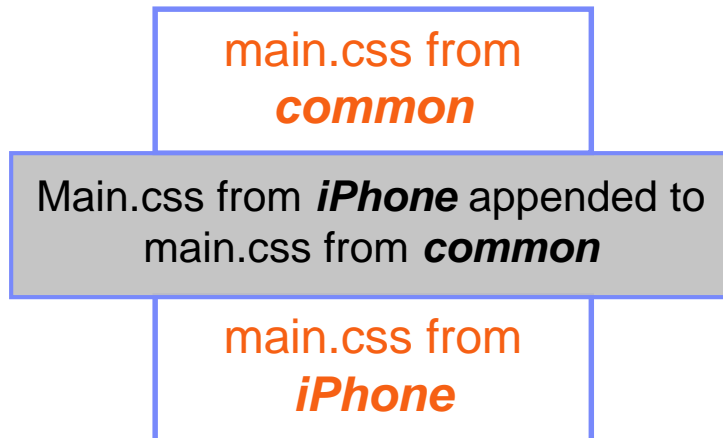 main.css from
common
Main.css from iPhone appended to
main.css from common
main.css from
iPhone